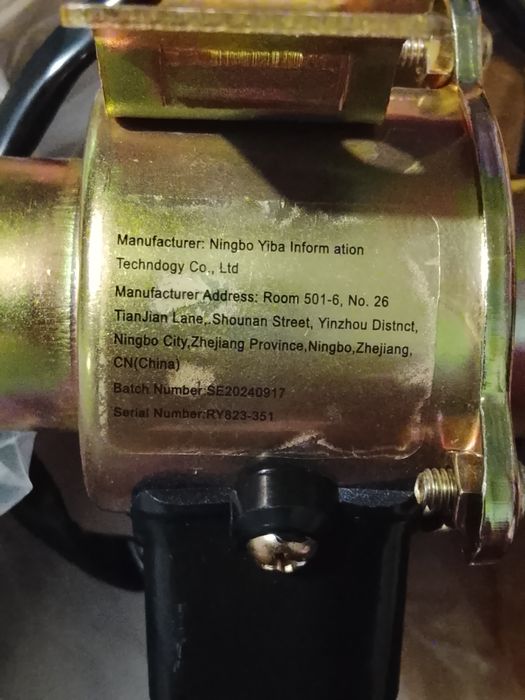 Manufacturer: Ningbo Yiba Inform ation
Techndogy Co., Ltd
Manufacturer Address: Room 501-6, No. 26
TianJian Lane,.Shounan Street, Yinzhou Distnct,
Ningbo City,Zhejiang Province,Ningbo,Zhejiang,
CN(China)
Batch Number:SE20240917
Serial Number:RY823-351